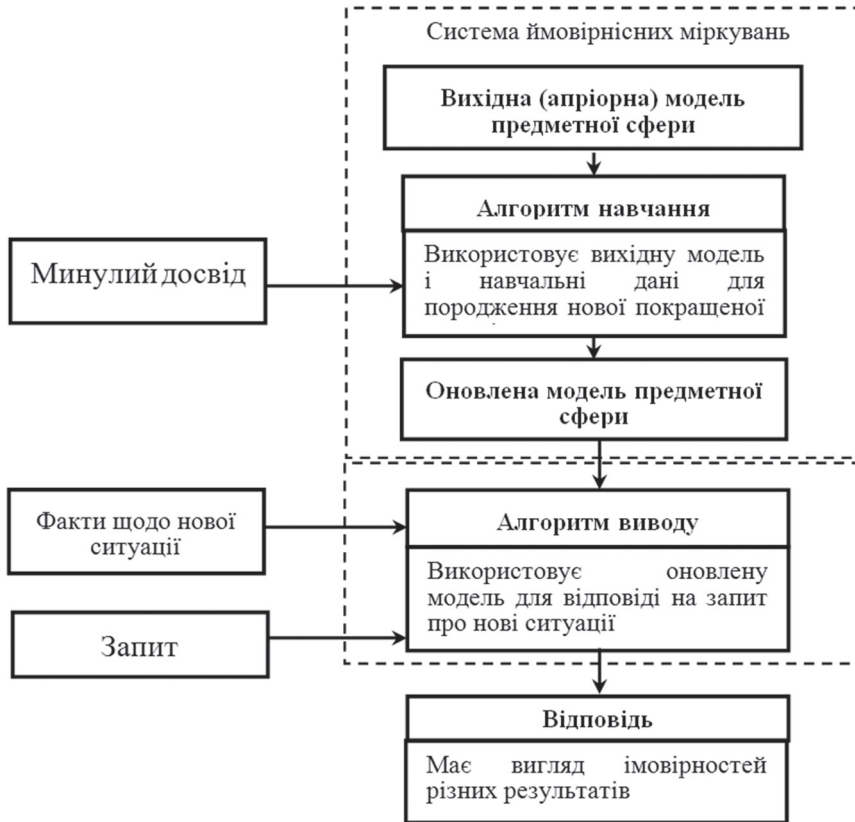 Система ймовірнісних міркувань
Вихідна (апріорна) модель
предметної сфери
Алгоритм навчання
Використовує вихідну модель
і навчальні дані для
породження нової покращеної
Минулий досвід
Оновлена модель предметної
сфери
Факти щодо нової
ситуації
Алгоритм виводу
Використовує оновлену
модель для відповіді на запит
про нові ситуації
Запит
Відповідь
Має вигляд імовірностей
різних результатів